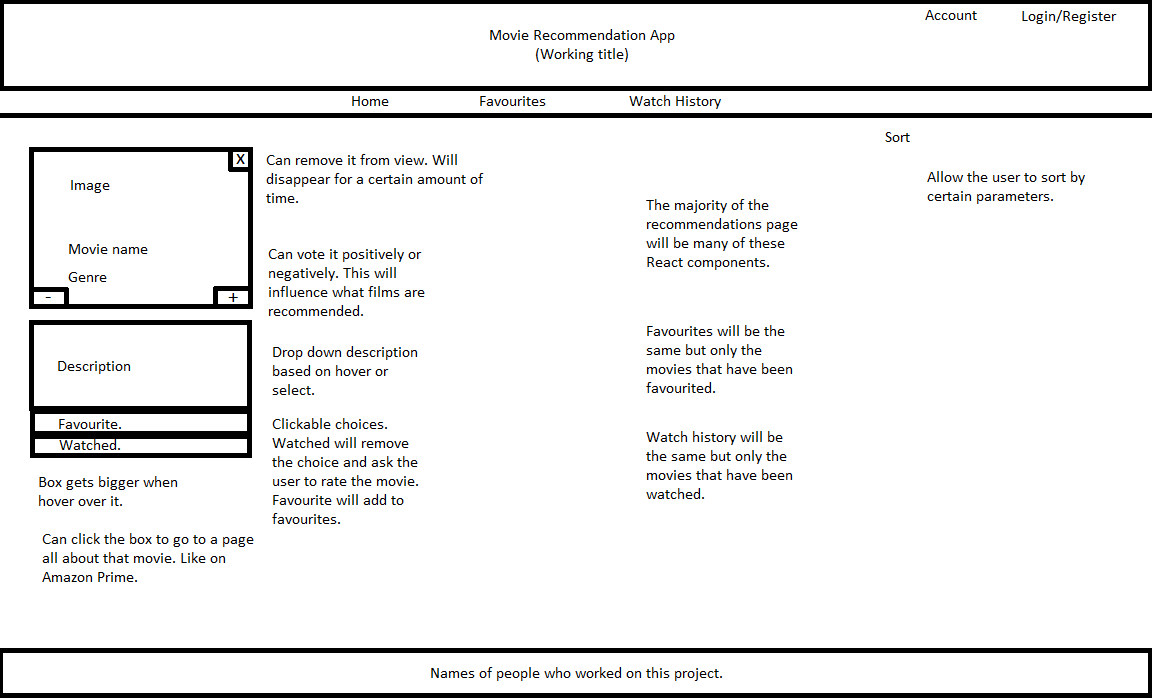 Account
Login/Register
Movie Recommendation App
(Working title)
Home
Favourites
Watch History
Sort
X
Image
Movie name
Genre
-
+
Can remove it from view. Will
disappear for a certain amount of
time.
Can vote it positively or
negatively. This will
influence what films are
recommended.
Description
Drop down description
based on hover or
select.
Favourite.
Watched.
Clickable choices.
Watched will remove
the choice and ask the
user to rate the movie.
Favourite will add to
favourites.
Box gets bigger when
hover over it.
Can click the box to go to a page
all about that movie. Like on
Amazon Prime.
The majority of the
recommendations page
will be many of these
React components.
Favourites will be the
same but only the
movies that have been
favourited.
Watch history will be
the same but only the
movies that have been
watched.
Allow the user to sort by
certain parameters.
Names of people who worked on this project.